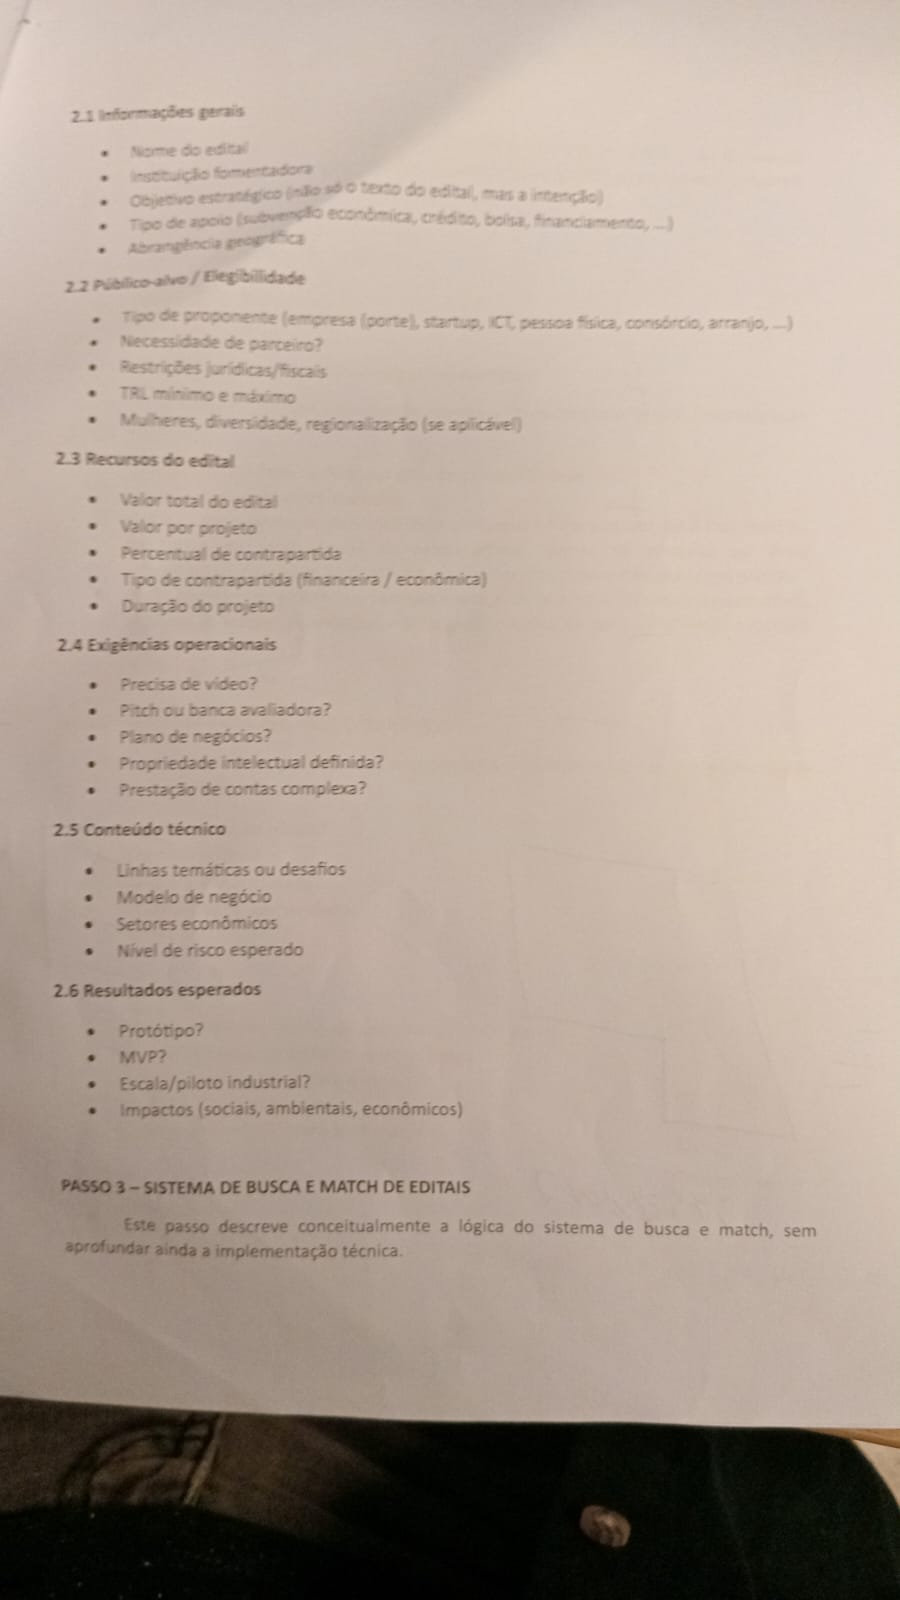 2.1 Informações gerais
• Nome do edital
• Instituição fomentadora
• Objetivo estratégico (não só o texto do edital, mas a intenção)
• Tipo de apoio (subvenção econômica, crédito, bolsa, financiamento, ...)
• Abrangência geográfica
2.2 Público-alvo / Elegibilidade
• Tipo de proponente (empresa (porte), startup, ICT, pessoa física, consórcio, arranjo, ...)
• Necessidade de parceiro?
• Restrições jurídicas/fiscais
• TRL mínimo e máximo
• Mulheres, diversidade, regionalização (se aplicável)
2.3 Recursos do edital
• Valor total do edital
• Valor por projeto
• Percentual de contrapartida
• Tipo de contrapartida (financeira / econômica)
• Duração do projeto
2.4 Exigências operacionais
• Precisa de vídeo?
• Pitch ou banca avaliadora?
• Plano de negócios?
• Propriedade intelectual definida?
• Prestação de contas complexa?
2.5 Conteúdo técnico
• Linhas temáticas ou desafios
• Modelo de negócio
• Setores econômicos
• Nível de risco esperado
2.6 Resultados esperados
• Protótipo?
• MVP?
• Escala/piloto industrial?
• Impactos (sociais, ambientais, econômicos)
PASSO 3 – SISTEMA DE BUSCA E MATCH DE EDITAIS
Este passo descreve conceitualmente a lógica do sistema de busca e match, sem
aprofundar ainda a implementação técnica.